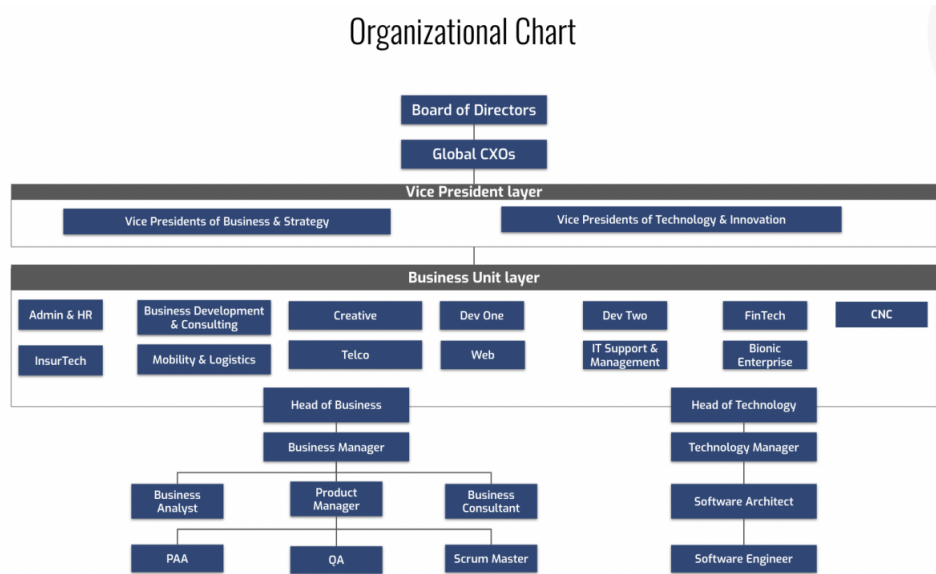 Organizational Chart
Board of Directors
Global CXOs
Vice President layer
Vice Presidents of Business & Strategy
Vice Presidents of Technology & Innovation
Business Unit layer
Admin & HR
Business Development
& Consulting
Creative
Dev One
Dev Two
FinTech
CNC
InsurTech
Mobility & Logistics
Telco
Web
IT Support &
Management
Bionic
Enterprise
Head of Business
Head of Technology
Business Manager
Technology Manager
Business
Analyst
Product
Manager
Business
Consultant
Software Architect
PAA
QA
Scrum Master
Software Engineer